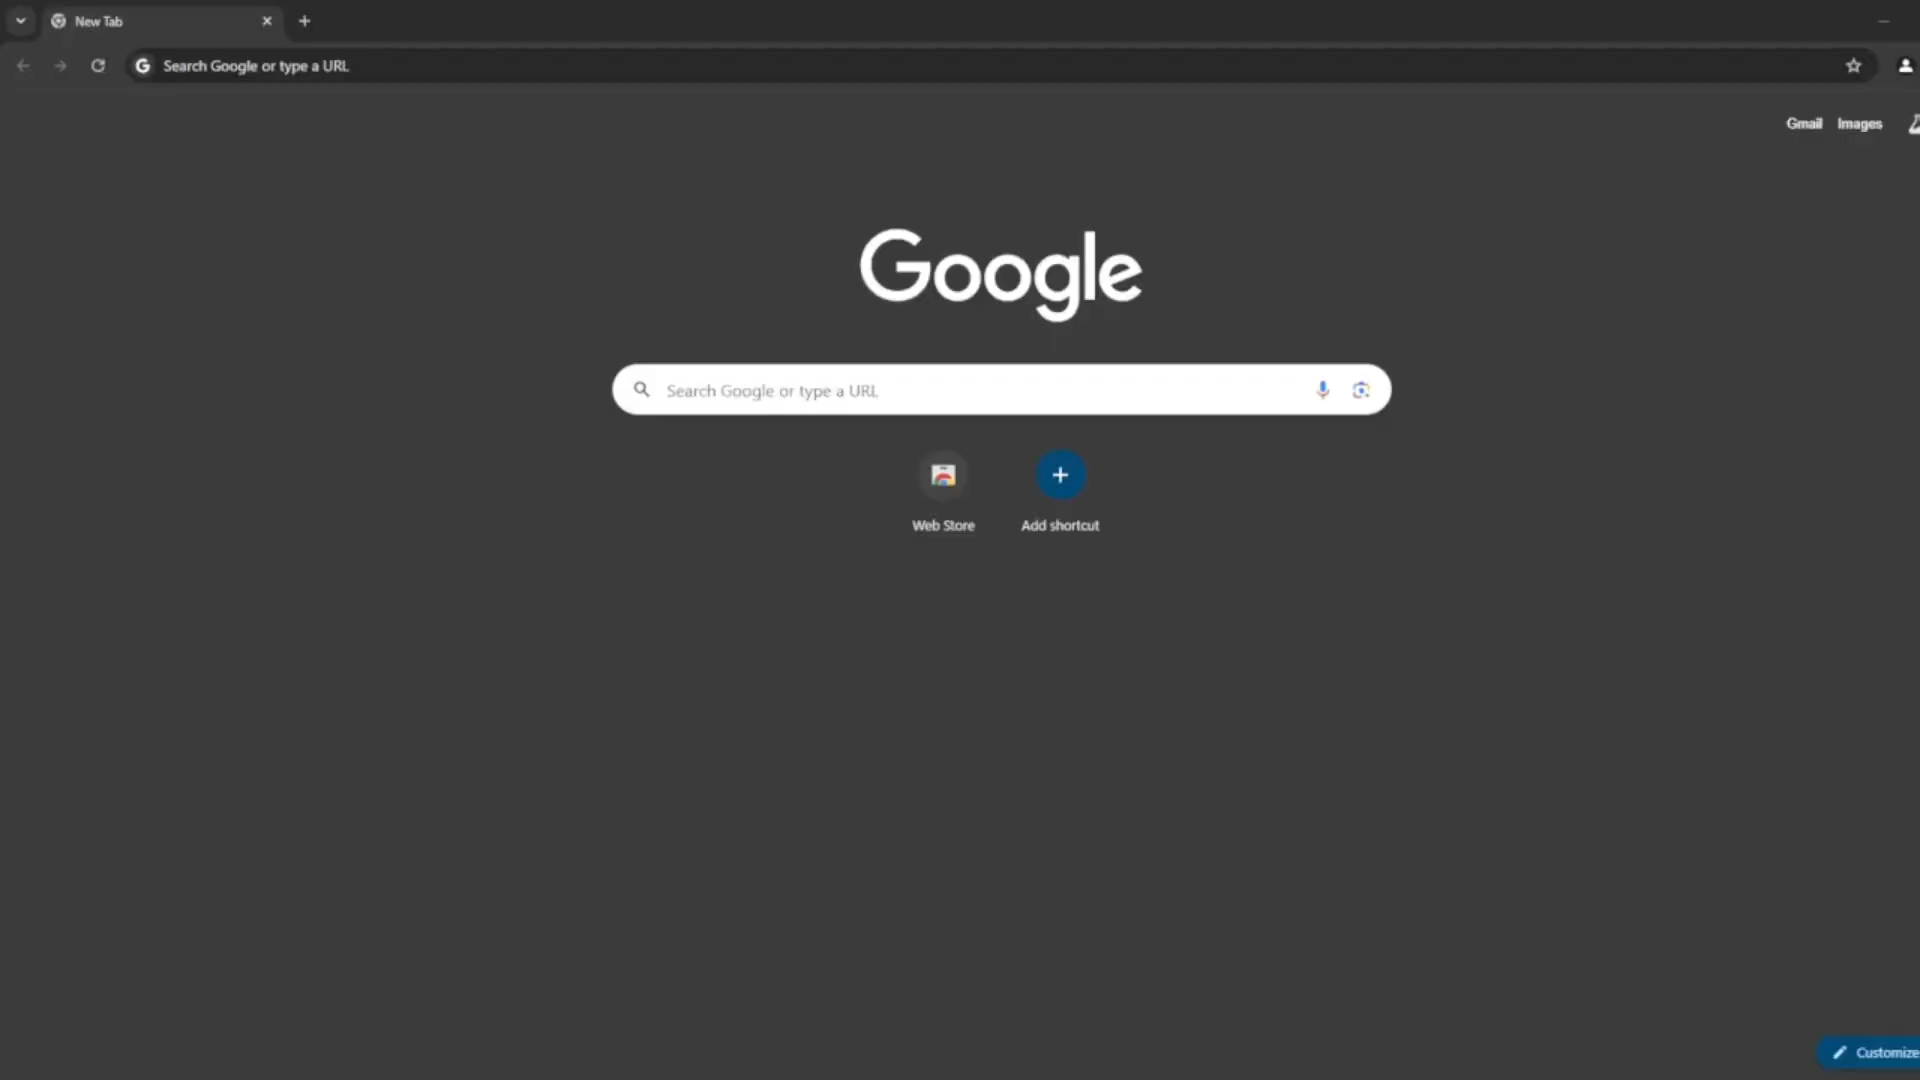 New Tab
Search Google or type a URL
Gmail Images
Google
Search Google or type a URL
Web Store Add shortcut
Customize